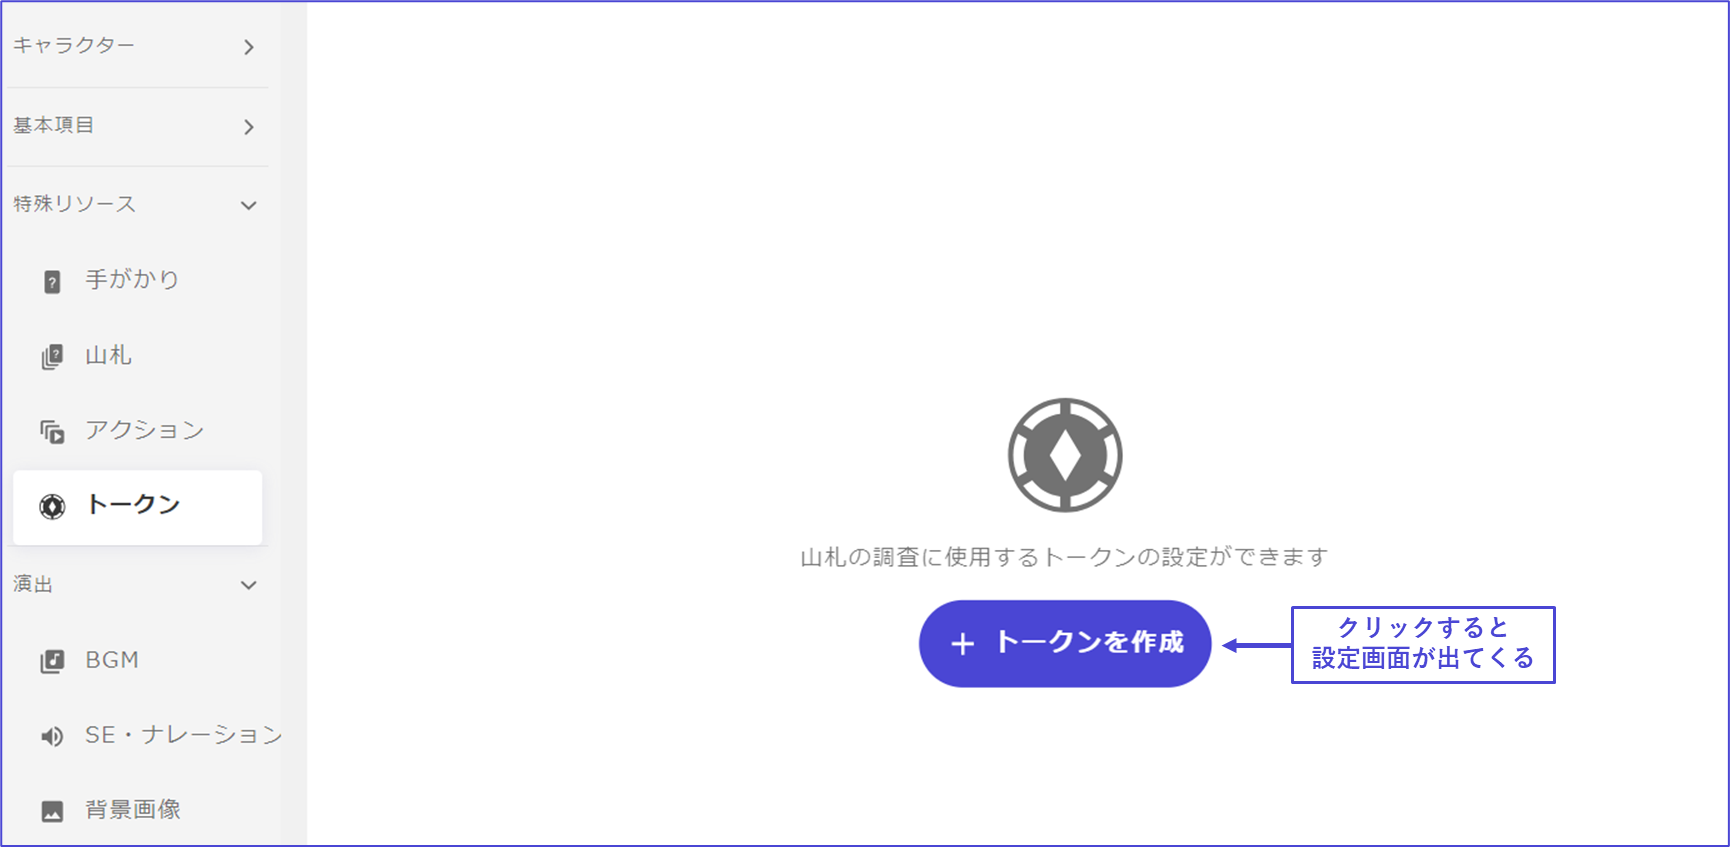 キャラクター
基本項目
特殊リソース
手がかり
山札
アクション
トークン
演出
BGM
SE・ナレーション
背景画像
山札の調査に使用するトークンの設定ができます
+ トークンを作成
クリックすると
設定画面が出てくる